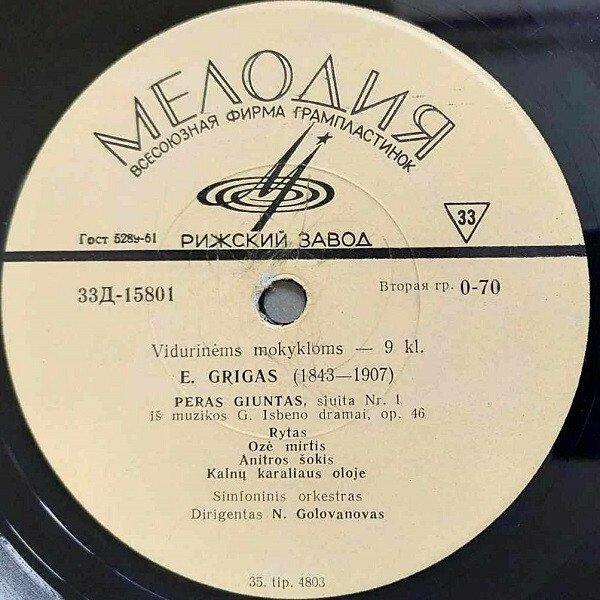 МЕЛОДИЯ
ВСЕСОЮЗНАЯ ФИРМА ГРАМПЛАСТИНОК
33
Гост 5289-61
РИЖСКИЙ ЗАВОД
33Д-15801
Вторая гр. 0-70
Vidurinėms mokykloms — 9 kl.
E. GRIGAS (1843—1907)
PERAS GIUNTAS, siuita Nr. 1
iš muzikos G. Isbeno dramai, op. 46
Rytas
Ozė mirtis
Anitros šokis
Kalnų karaliaus oloje
Simfoninis orkestras
Dirigentas N. Golovanovas
35. tip. 4803